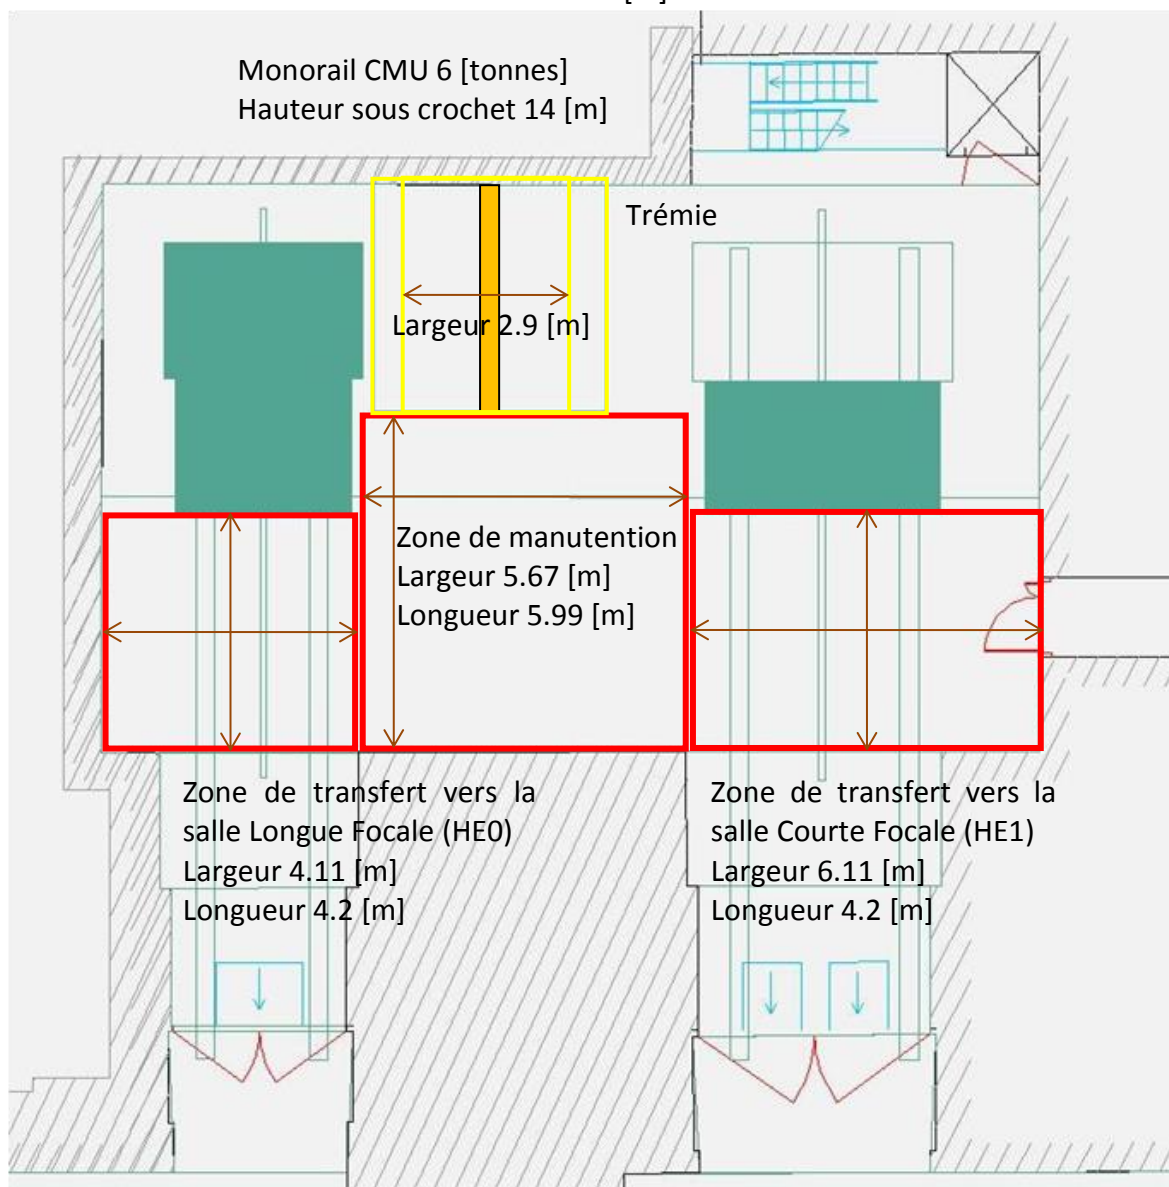 [m]
Monorail CMU 6 [tonnes]
Hauteur sous crochet 14 [m]
Trémie
Largeur 2.9 [m]
Zone de manutention
Largeur 5.67 [m]
Longueur 5.99 [m]
Zone de transfert vers la
salle Longue Focale (HE0)
Largeur 4.11 [m]
Longueur 4.2 [m]
Zone de transfert vers la
salle Courte Focale (HE1)
Largeur 6.11 [m]
Longueur 4.2 [m]